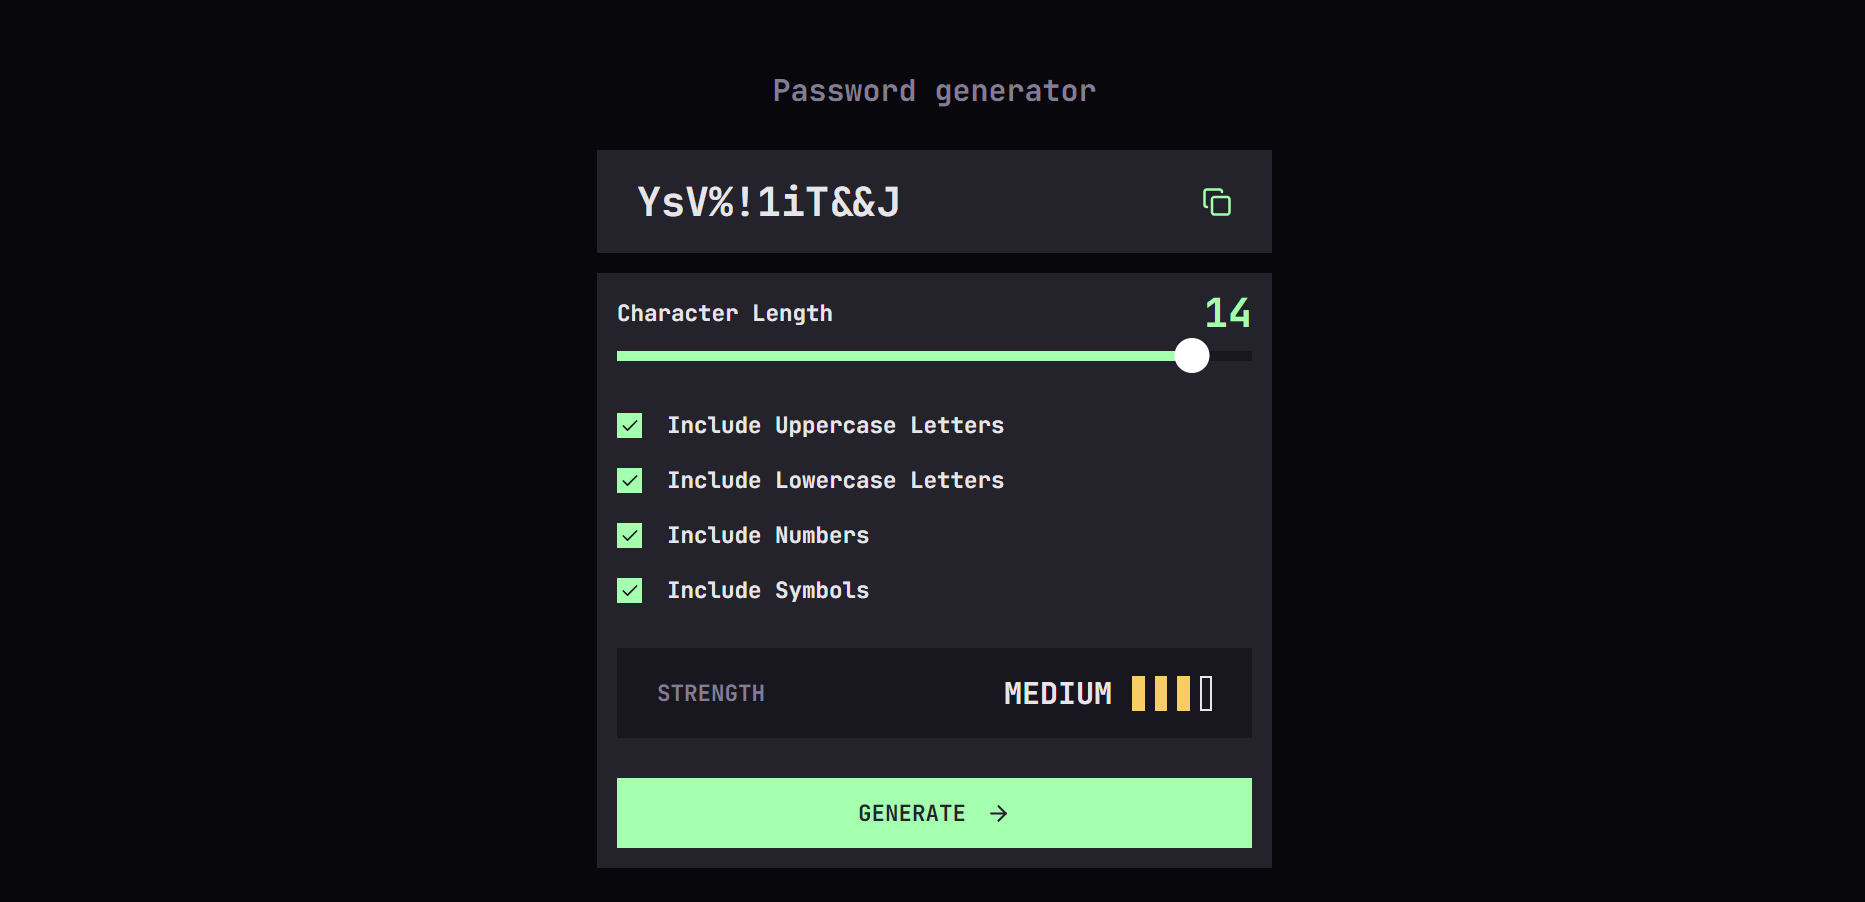 Password generator
YsV%!1iT&&J
Character Length 14
Include Uppercase Letters
Include Lowercase Letters
Include Numbers
Include Symbols
STRENGTH MEDIUM
GENERATE →